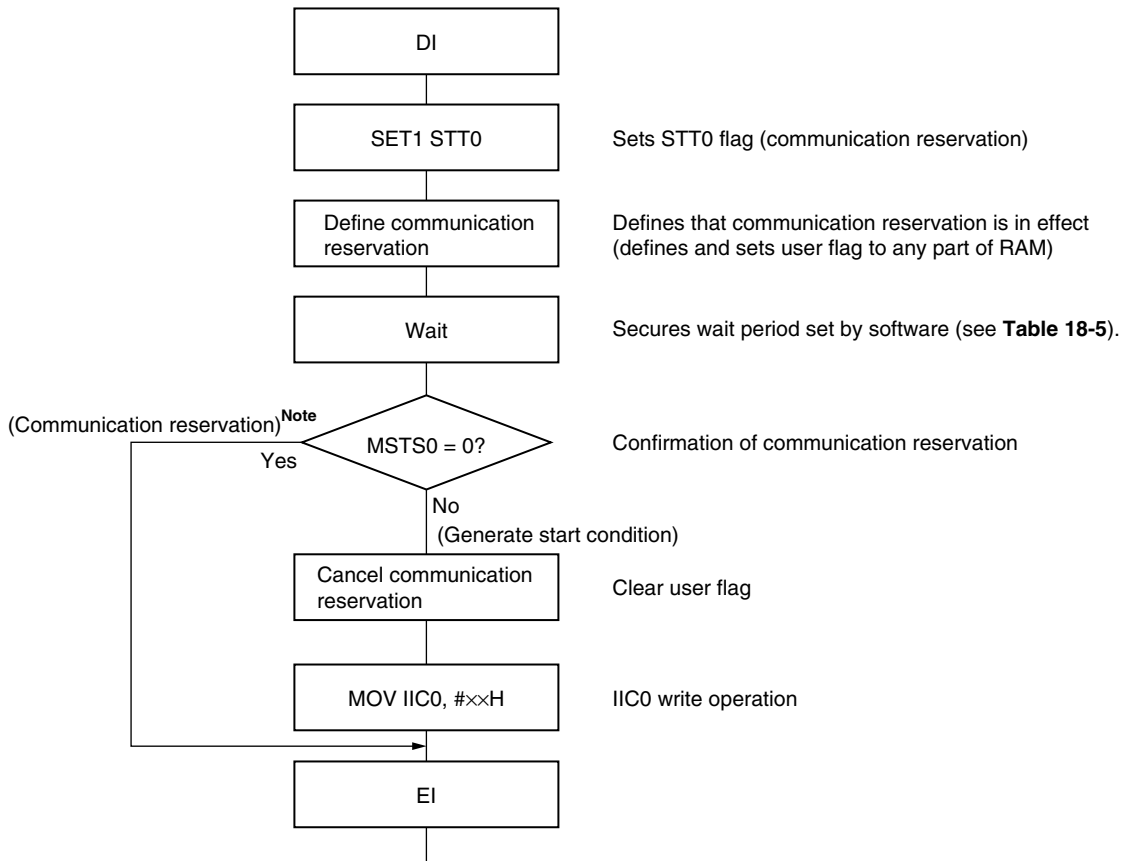 DI
SET1 STT0
Sets STT0 flag (communication reservation)
Define communication
reservation
Defines that communication reservation is in effect
(defines and sets user flag to any part of RAM)
Wait
Secures wait period set by software (see Table 18-5).
(Communication reservation)Note
MSTS0 = 0?
Confirmation of communication reservation
Yes
No
(Generate start condition)
Cancel communication
reservation
Clear user flag
MOV IIC0, #××H
IIC0 write operation
EI